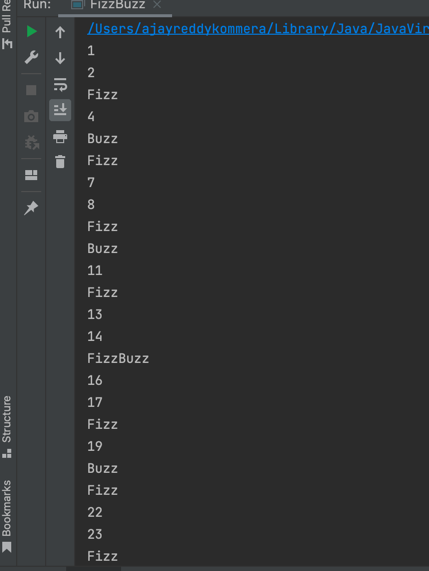 Run: FizzBuzz
Pull Re
/Users/ajayreddykommera/Library/Java/JavaVir
1
2
Fizz
4
Buzz
Fizz
7
8
Fizz
Buzz
11
Fizz
13
14
FizzBuzz
16
17
Fizz
19
Buzz
Fizz
22
23
Fizz
Structure
Bookmarks